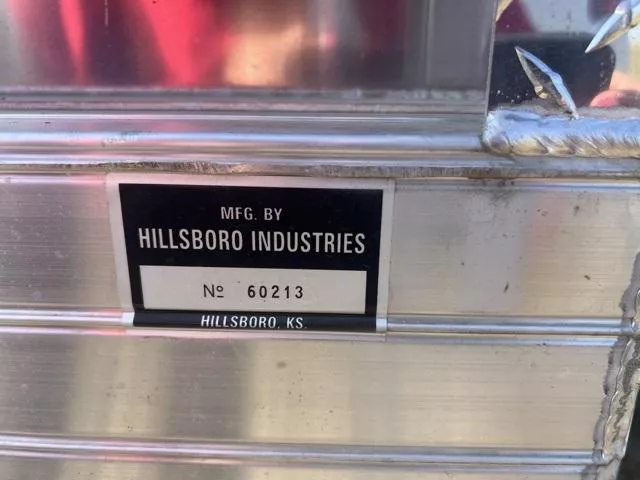 MFG. BY
HILLSBORO INDUSTRIES
Nº 60213
HILLSBORO, KS.